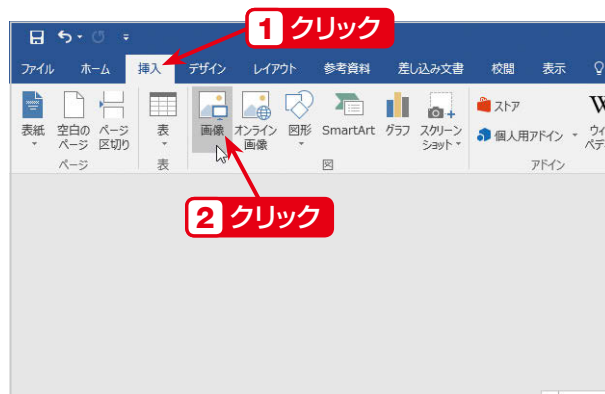 1 クリック
ファイル ホーム 挿入 デザイン レイアウト 参考資料 差し込み文書 校閲 表示
表紙 空白の ページ ページ 区切り 表 画像 オンライン 画像 図形 SmartArt グラフ スクリーン ショット ストア 個人用アドイン
ページ 表 図 アドイン
2 クリック